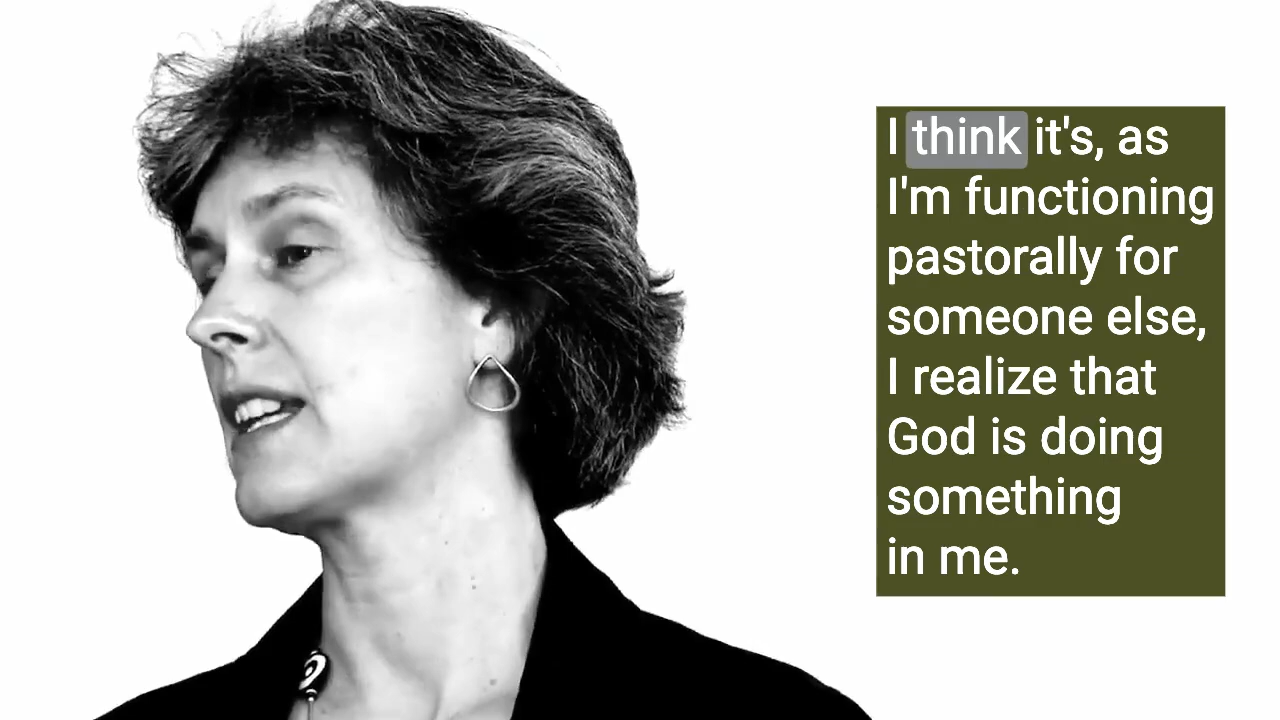 I think it's, as
I'm functioning
pastorally for
someone else,
I realize that
God is doing
something
in me.